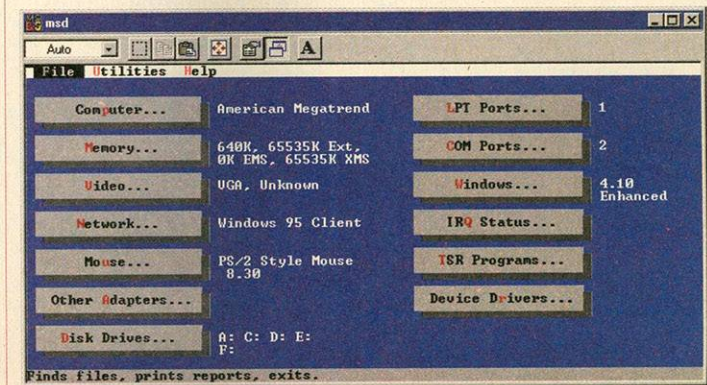 msd
Auto
A
File Utilities Help
Computer... American Megatrend
Memory... 640K, 65535K Ext,
0K EMS, 65535K XMS
Video... VGA, Unknown
Network... Windows 95 Client
Mouse... PS/2 Style Mouse
8.30
Other Adapters...
Disk Drives... A: C: D: E:
F:
LPT Ports... 1
COM Ports... 2
Windows... 4.10
Enhanced
IRQ Status...
TSR Programs...
Device Drivers...
Finds files, prints reports, exits.